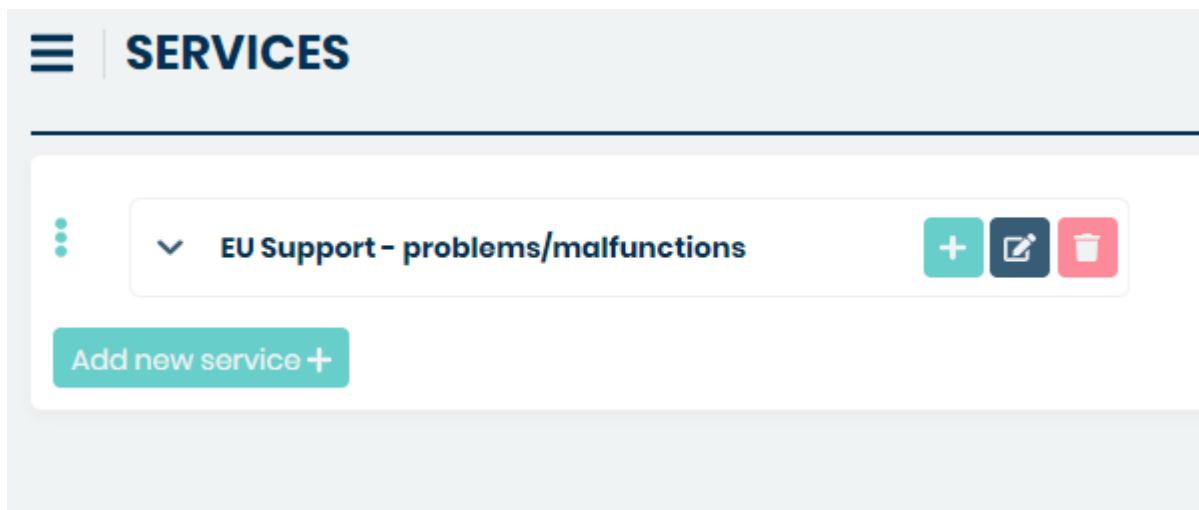 SERVICES
EU Support - problems/malfunctions
Add new service +